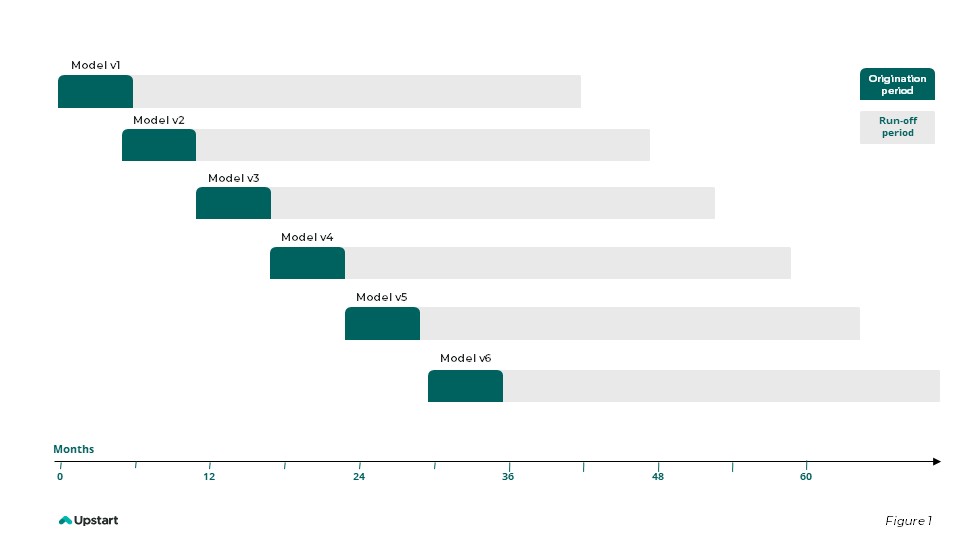 Model v1
Origination
period
Model v2
Run-off
period
Model v3
Model v4
Model v5
Model v6
Months
0 12 24 36 48 60
Upstart
Figure 1